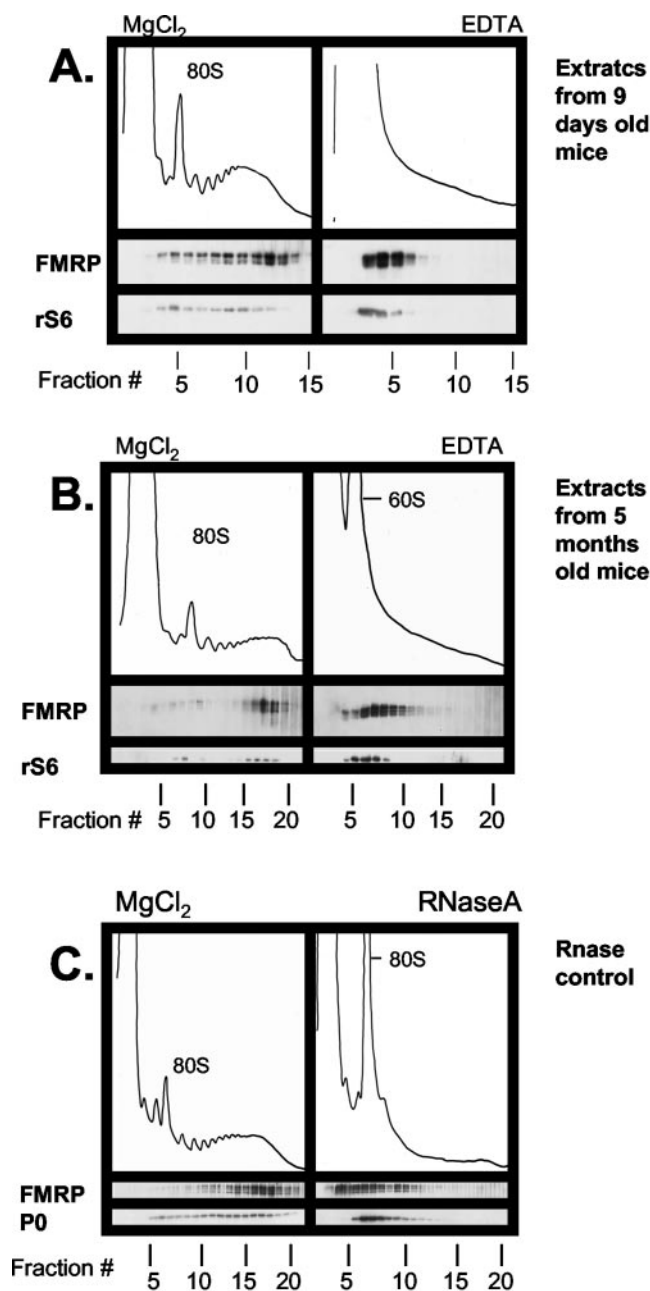 MgCl2 EDTA
A. 80S Extratcs from 9 days old mice
FMRP
rS6
Fraction # 5 10 15 5 10 15
MgCl2 EDTA
B. 80S 60S Extracts from 5 months old mice
FMRP
rS6
Fraction # 5 10 15 20 5 10 15 20
MgCl2 RNaseA
C. 80S 80S Rnase control
FMRP
P0
Fraction # 5 10 15 20 5 10 15 20